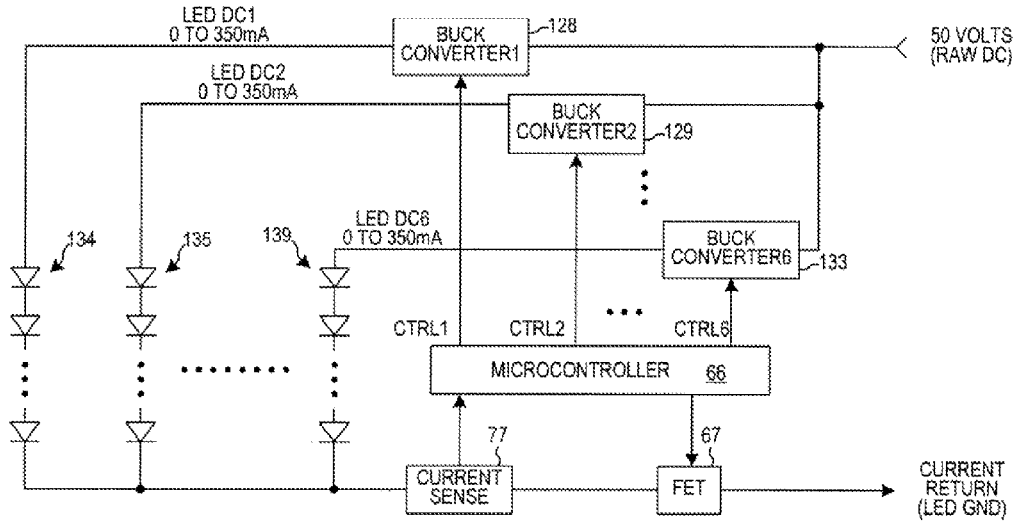 LED DC1
0 TO 350mA
BUCK
CONVERTER1
128
50 VOLTS
(RAW DC)
LED DC2
0 TO 350mA
BUCK
CONVERTER2
129
LED DC6
0 TO 350mA
BUCK
CONVERTER6
133
134
135
139
CTRL1
CTRL2
CTRL6
MICROCONTROLLER 66
77
67
CURRENT
SENSE
FET
CURRENT
RETURN
(LED GND)